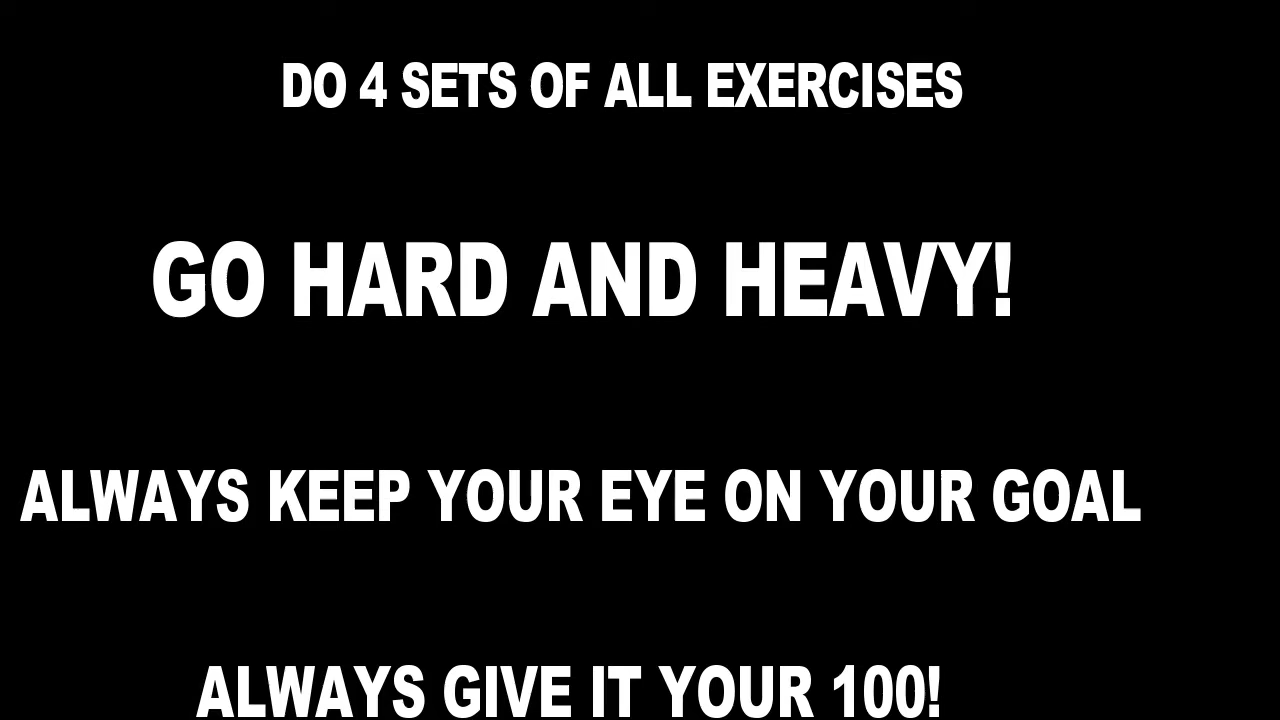 DO 4 SETS OF ALL EXERCISES
GO HARD AND HEAVY!
ALWAYS KEEP YOUR EYE ON YOUR GOAL
ALWAYS GIVE IT YOUR 100!